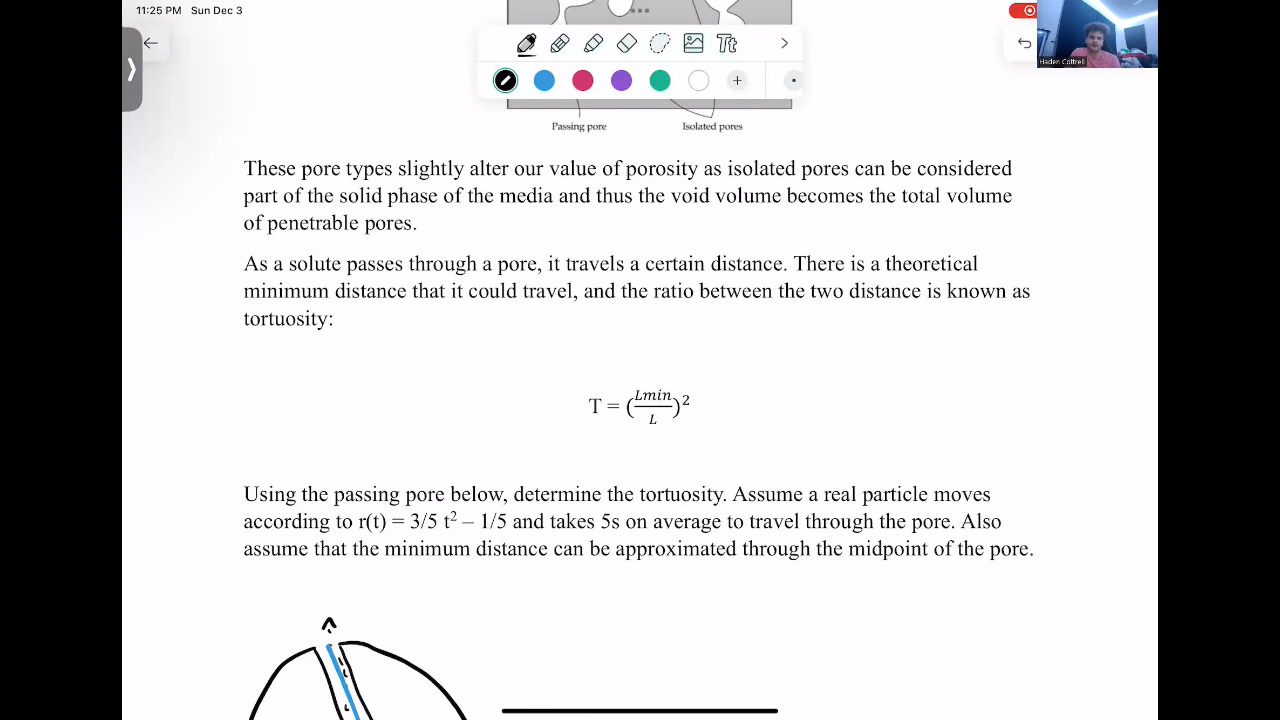 11:25 PM Sun Dec 3
Tt
Haden Cottrell
Passing pore Isolated pores
These pore types slightly alter our value of porosity as isolated pores can be considered
part of the solid phase of the media and thus the void volume becomes the total volume
of penetrable pores.
As a solute passes through a pore, it travels a certain distance. There is a theoretical
minimum distance that it could travel, and the ratio between the two distance is known as
tortuosity:
T = (Lmin/L)²
Using the passing pore below, determine the tortuosity. Assume a real particle moves
according to r(t) = 3/5 t² – 1/5 and takes 5s on average to travel through the pore. Also
assume that the minimum distance can be approximated through the midpoint of the pore.